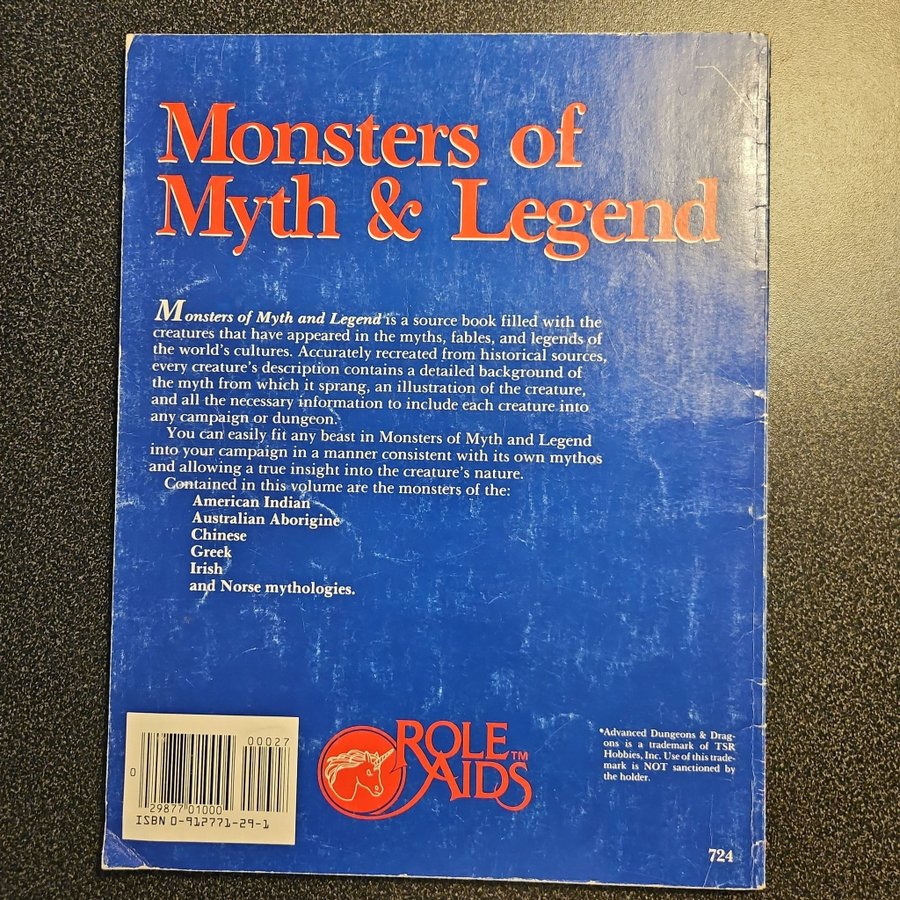 Monsters of
Myth & Legend
Monsters of Myth and Legend is a source book filled with the
creatures that have appeared in the myths, fables, and legends of
the world's cultures. Accurately recreated from historical sources,
every creature's description contains a detailed background of
the myth from which it sprang, an illustration of the creature,
and all the necessary information to include each creature into
any campaign or dungeon.
You can easily fit any beast in Monsters of Myth and Legend
into your campaign in a manner consistent with its own mythos
and allowing a true insight into the creature's nature.
Contained in this volume are the monsters of the:
American Indian
Australian Aborigine
Chinese
Greek
Irish
and Norse mythologies.
00027
0
29877 01000
ISBN 0-912771-29-1
ROLE
AIDS™
*Advanced Dungeons & Drag-
ons is a trademark of TSR
Hobbies, Inc. Use of this trade-
mark is NOT sanctioned by
the holder.
724